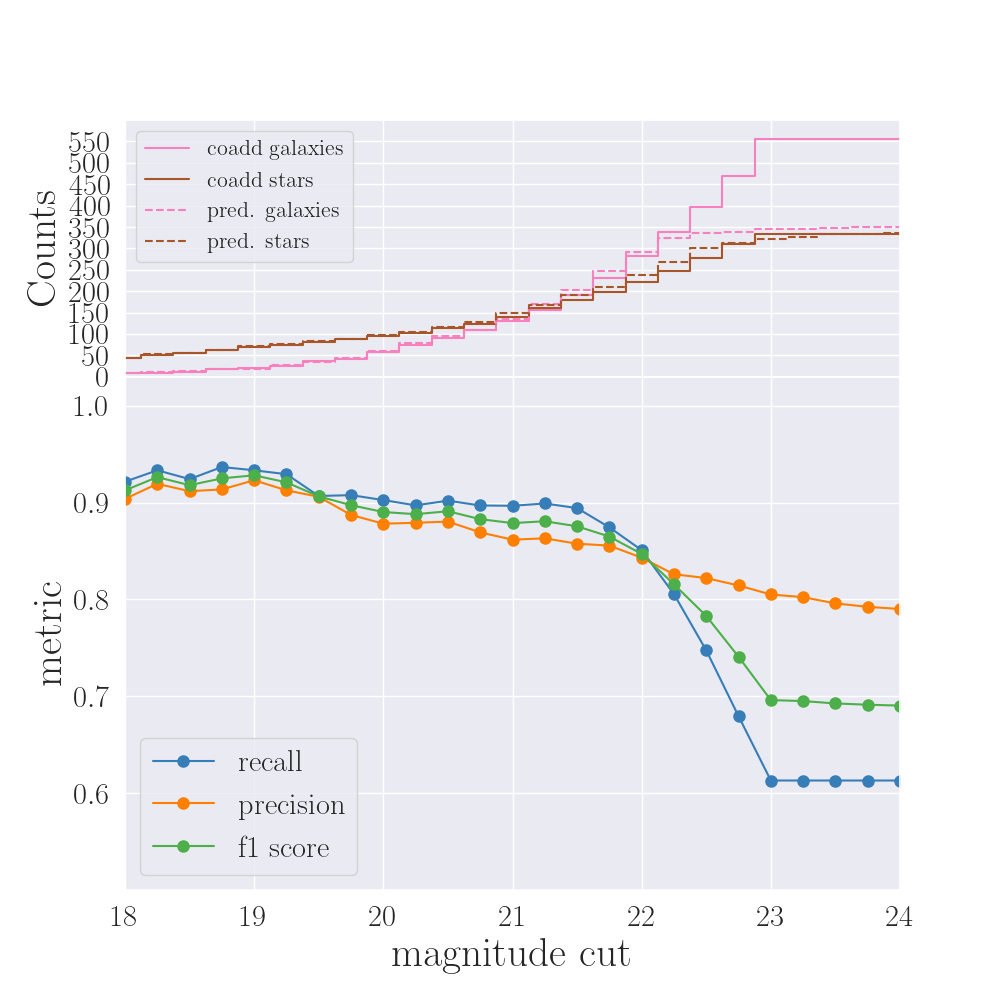 Counts
550
500
450
400
350
300
250
200
150
100
50
0
coadd galaxies
coadd stars
pred. galaxies
pred. stars
metric
1.0
0.9
0.8
0.7
0.6
recall
precision
f1 score
18 19 20 21 22 23 24
magnitude cut